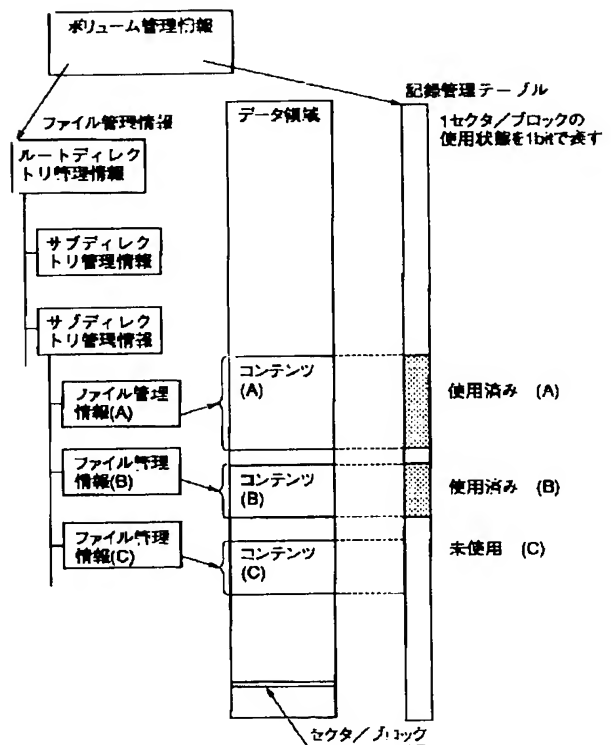 ボリューム管理情報
記録管理テーブル
1セクタ/ブロックの
使用状態を1bitで表す
ファイル管理情報
データ領域
ルートディレク
トリ管理情報
サブディレク
トリ管理情報
サブディレク
トリ管理情報
コンテンツ
(A)
ファイル管理
情報(A)
使用済み (A)
ファイル管理
情報(B)
コンテンツ
(B)
使用済み (B)
ファイル管理
情報(C)
コンテンツ
(C)
未使用 (C)
セクタ/ブロック